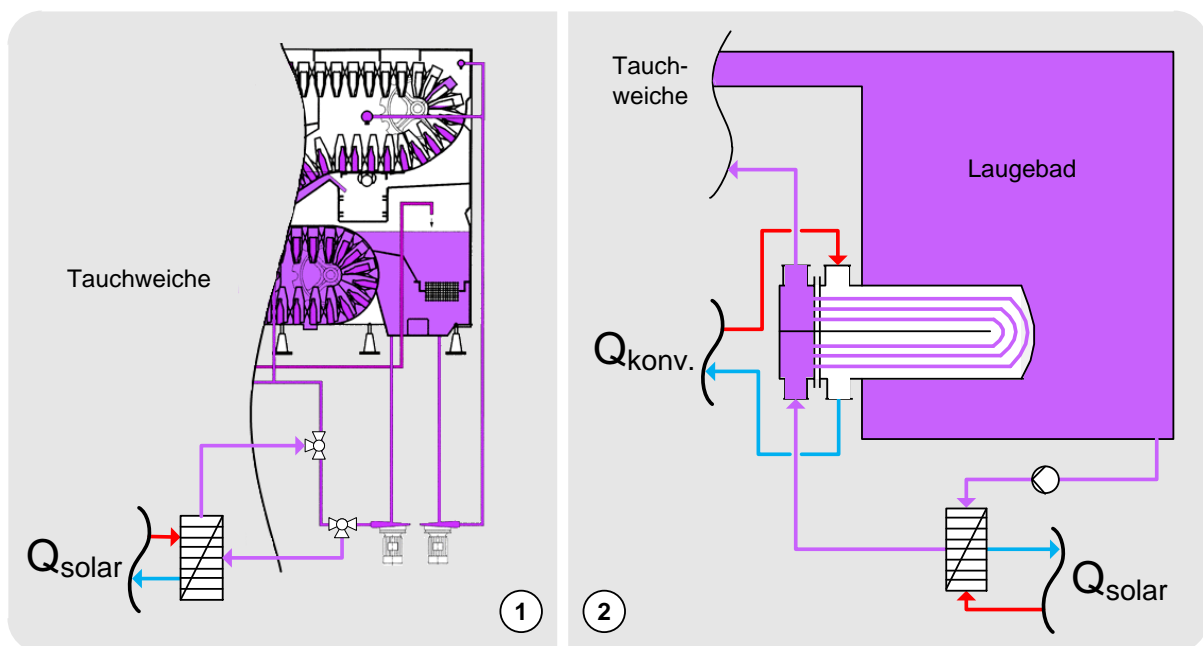 Tauchweiche
Qsolar
1
Tauch-
weiche
Laugebad
Qkonv.
Qsolar
2